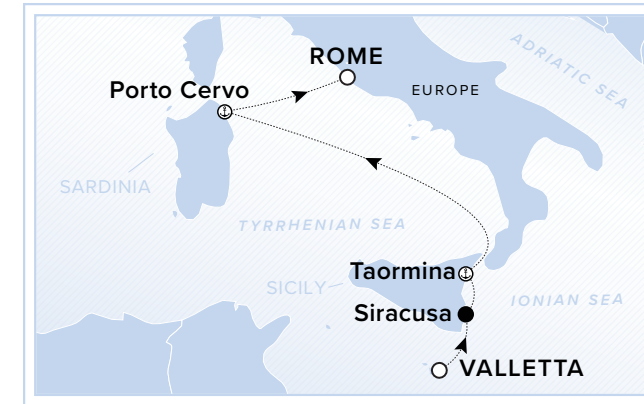 ROME
ADRIATIC SEA
Porto Cervo
EUROPE
SARDINIA
TYRRHENIAN SEA
Taormina
SICILY
IONIAN SEA
Siracusa
VALLETTA